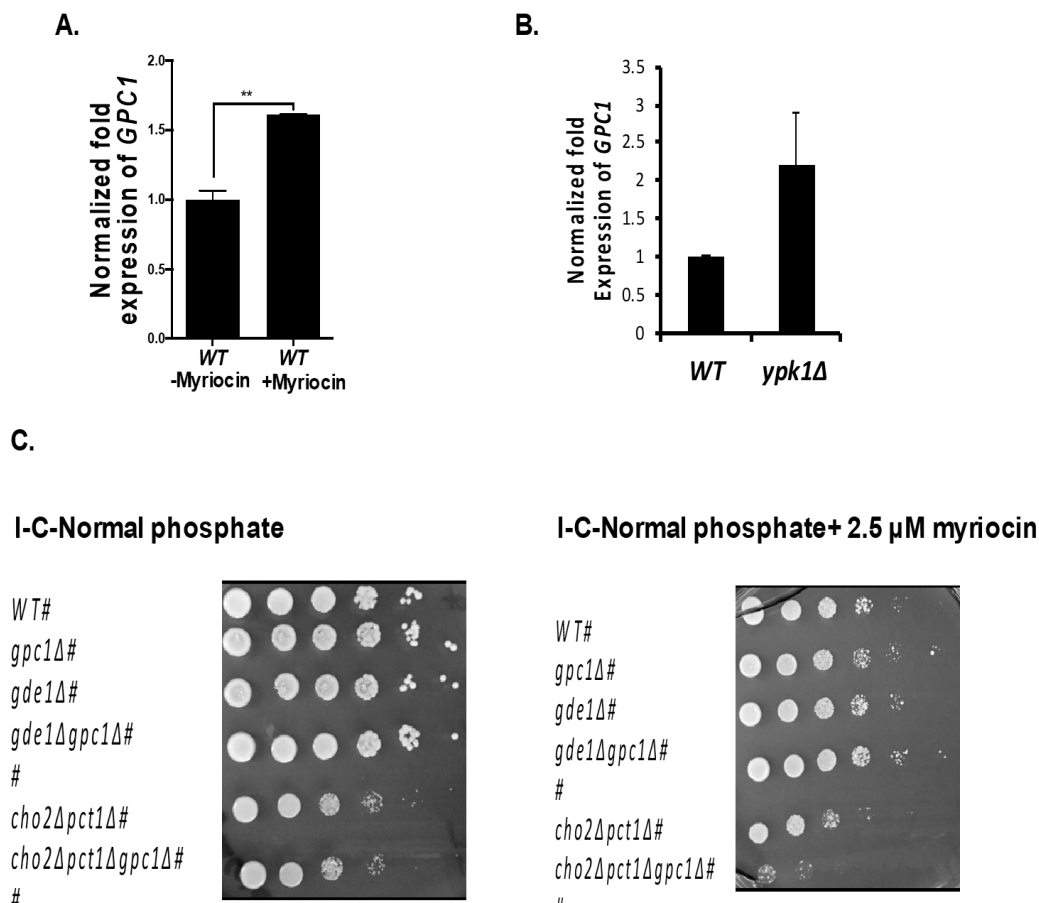 A.
Normalized fold
expression of GPC1
2.0
1.5
1.0
0.5
0.0
**
WT
-Myriocin
WT
+Myriocin
B.
Normalized fold
Expression of GPC1
3.5
3
2.5
2
1.5
1
0.5
0
WT
ypk1Δ
C.
I-C-Normal phosphate
WT#
gpc1Δ#
gde1Δ#
gde1Δgpc1Δ#
#
cho2Δpct1Δ#
cho2Δpct1Δgpc1Δ#
#
I-C-Normal phosphate+ 2.5 μM myriocin
WT#
gpc1Δ#
gde1Δ#
gde1Δgpc1Δ#
#
cho2Δpct1Δ#
cho2Δpct1Δgpc1Δ#
#